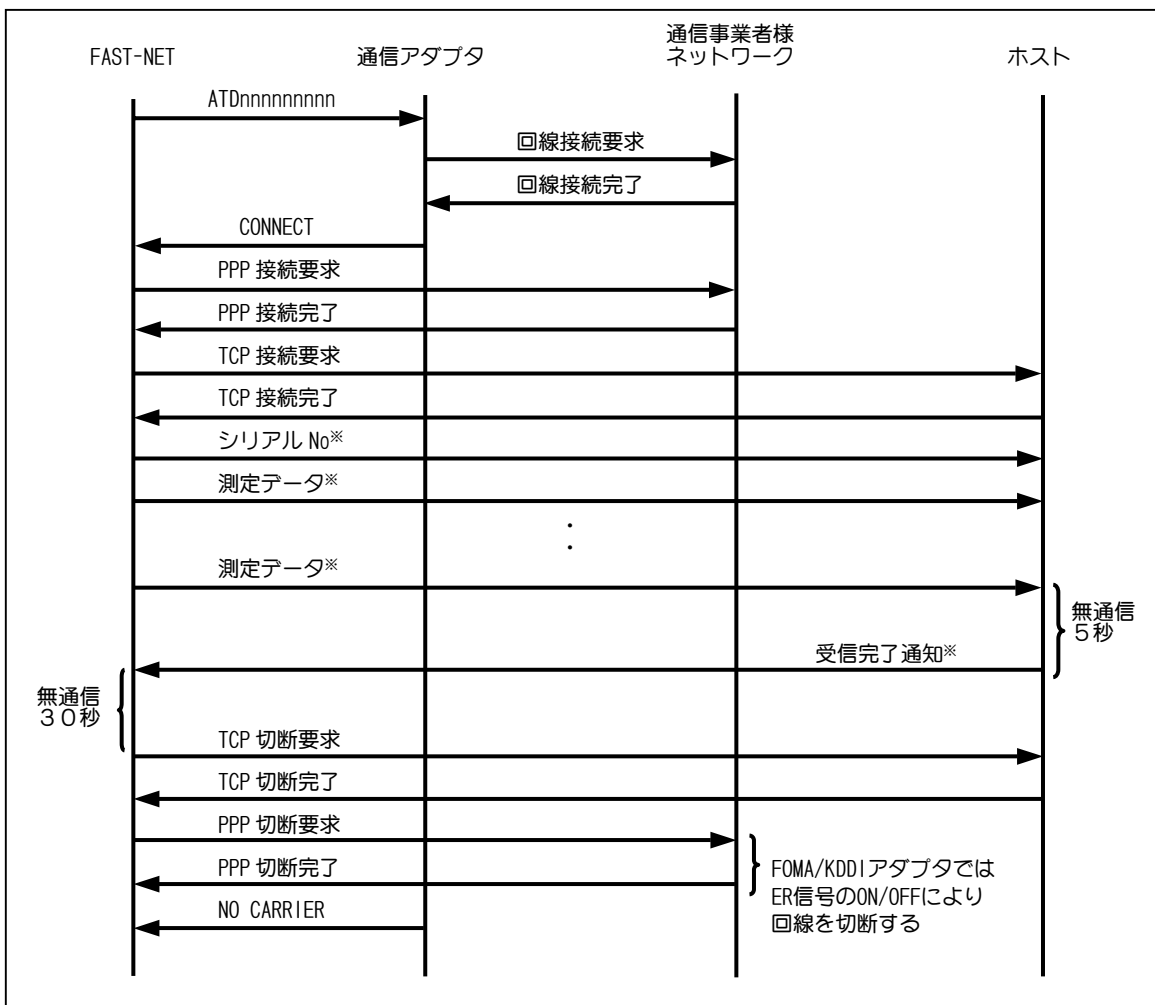 FAST-NET
通信アダプタ
通信事業者様
ネットワーク
ホスト
ATDnnnnnnnnn
回線接続要求
回線接続完了
CONNECT
PPP 接続要求
PPP 接続完了
TCP 接続要求
TCP 接続完了
シリアル No※
測定データ※
：
測定データ※
無通信
５秒
受信完了通知※
無通信
３０秒
TCP 切断要求
TCP 切断完了
PPP 切断要求
PPP 切断完了
FOMA/KDDIアダプタでは
ER信号のON/OFFにより
回線を切断する
NO CARRIER